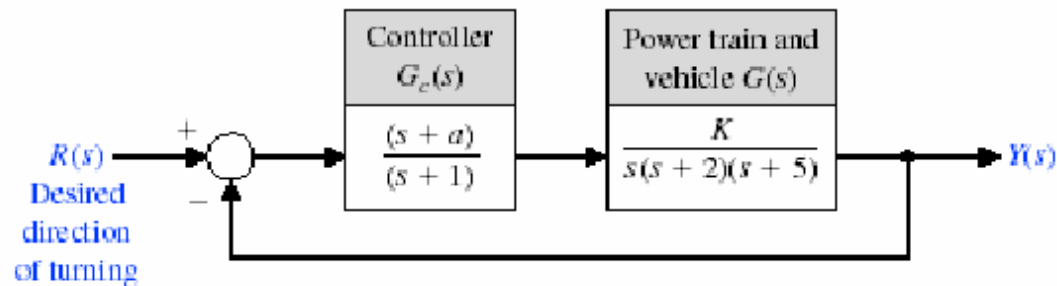 Controller
G_c(s)
(s + a)
(s + 1)
Power train and
vehicle G(s)
K
s(s + 2)(s + 5)
+
R(s)
−
Desired
direction
of turning
Y(s)